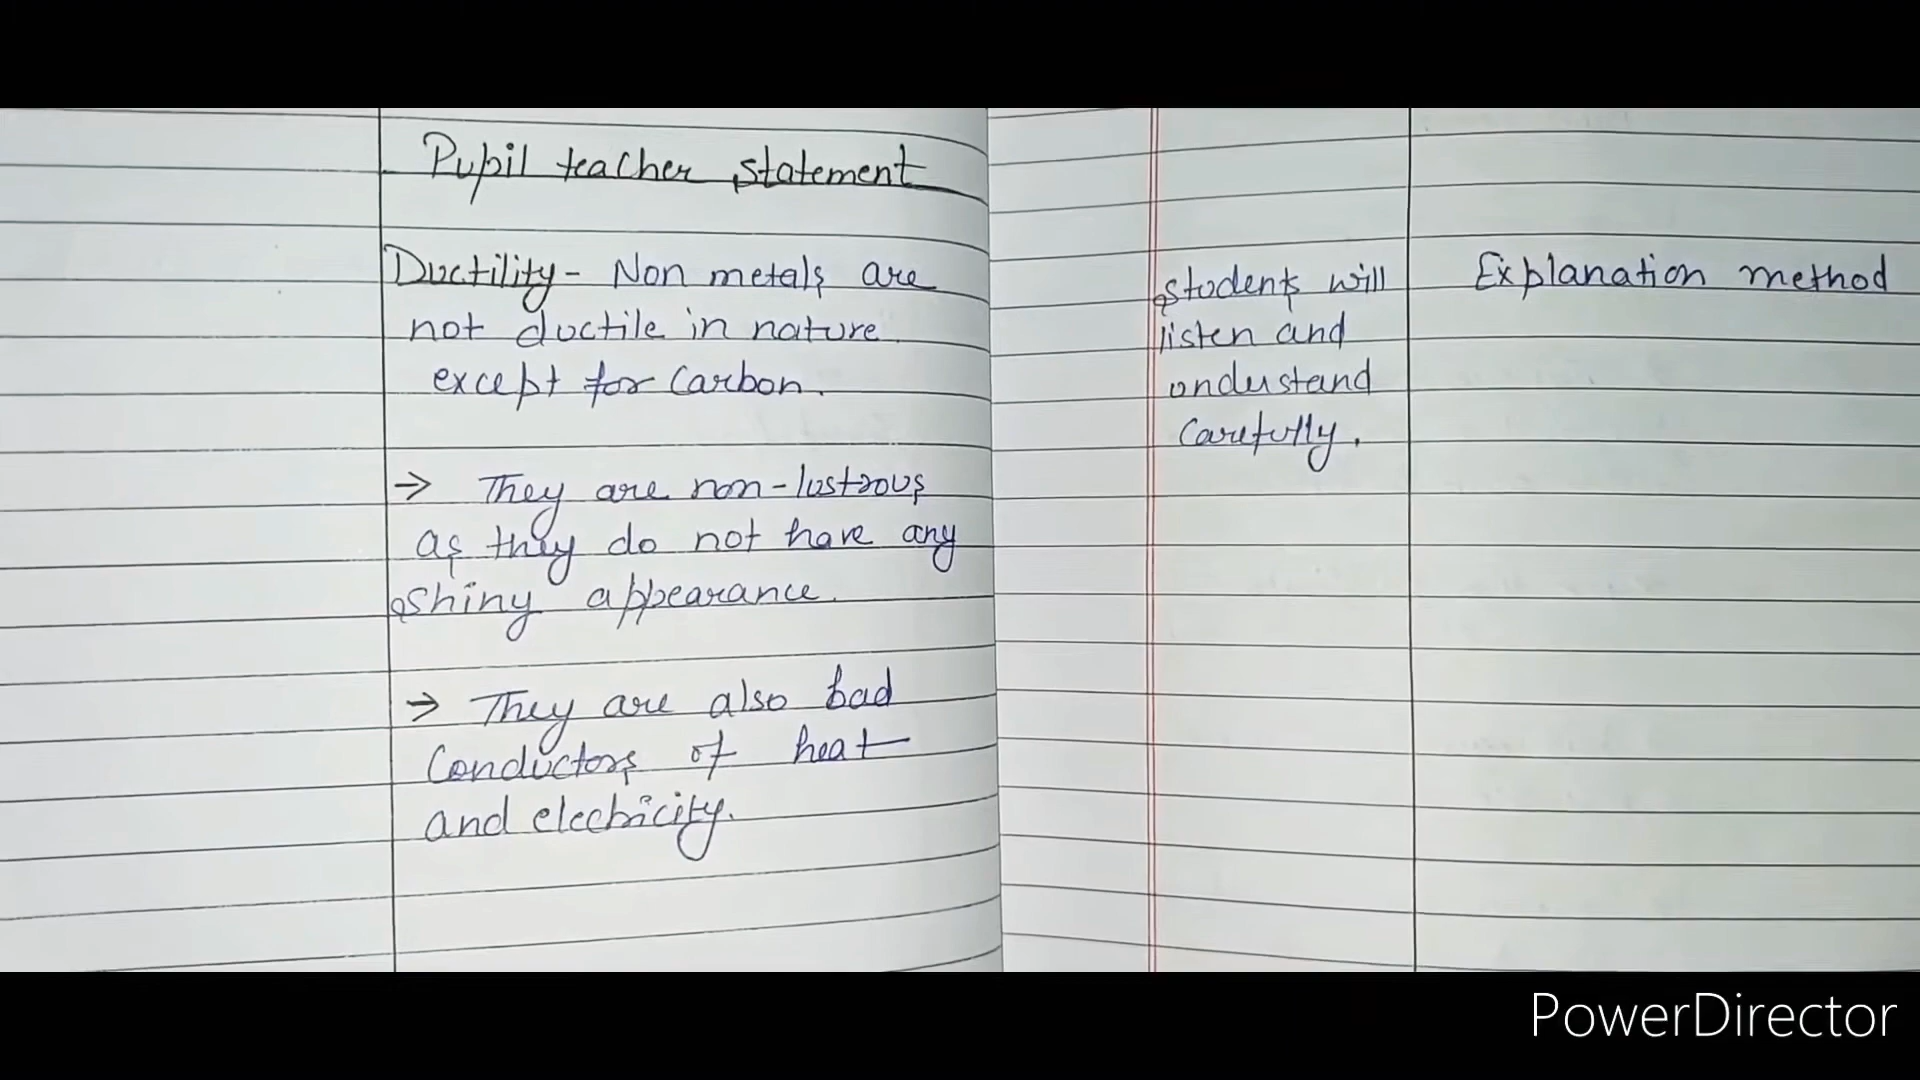 Pupil teacher statement
Ductility - Non metals are
not ductile in nature
except for Carbon.
→ They are non-lustrous
as they do not have any
shiny appearance.
→ They are also bad
Conductors of heat
and electricity.
students will
listen and
understand
Carefully.
Explanation method
PowerDirector